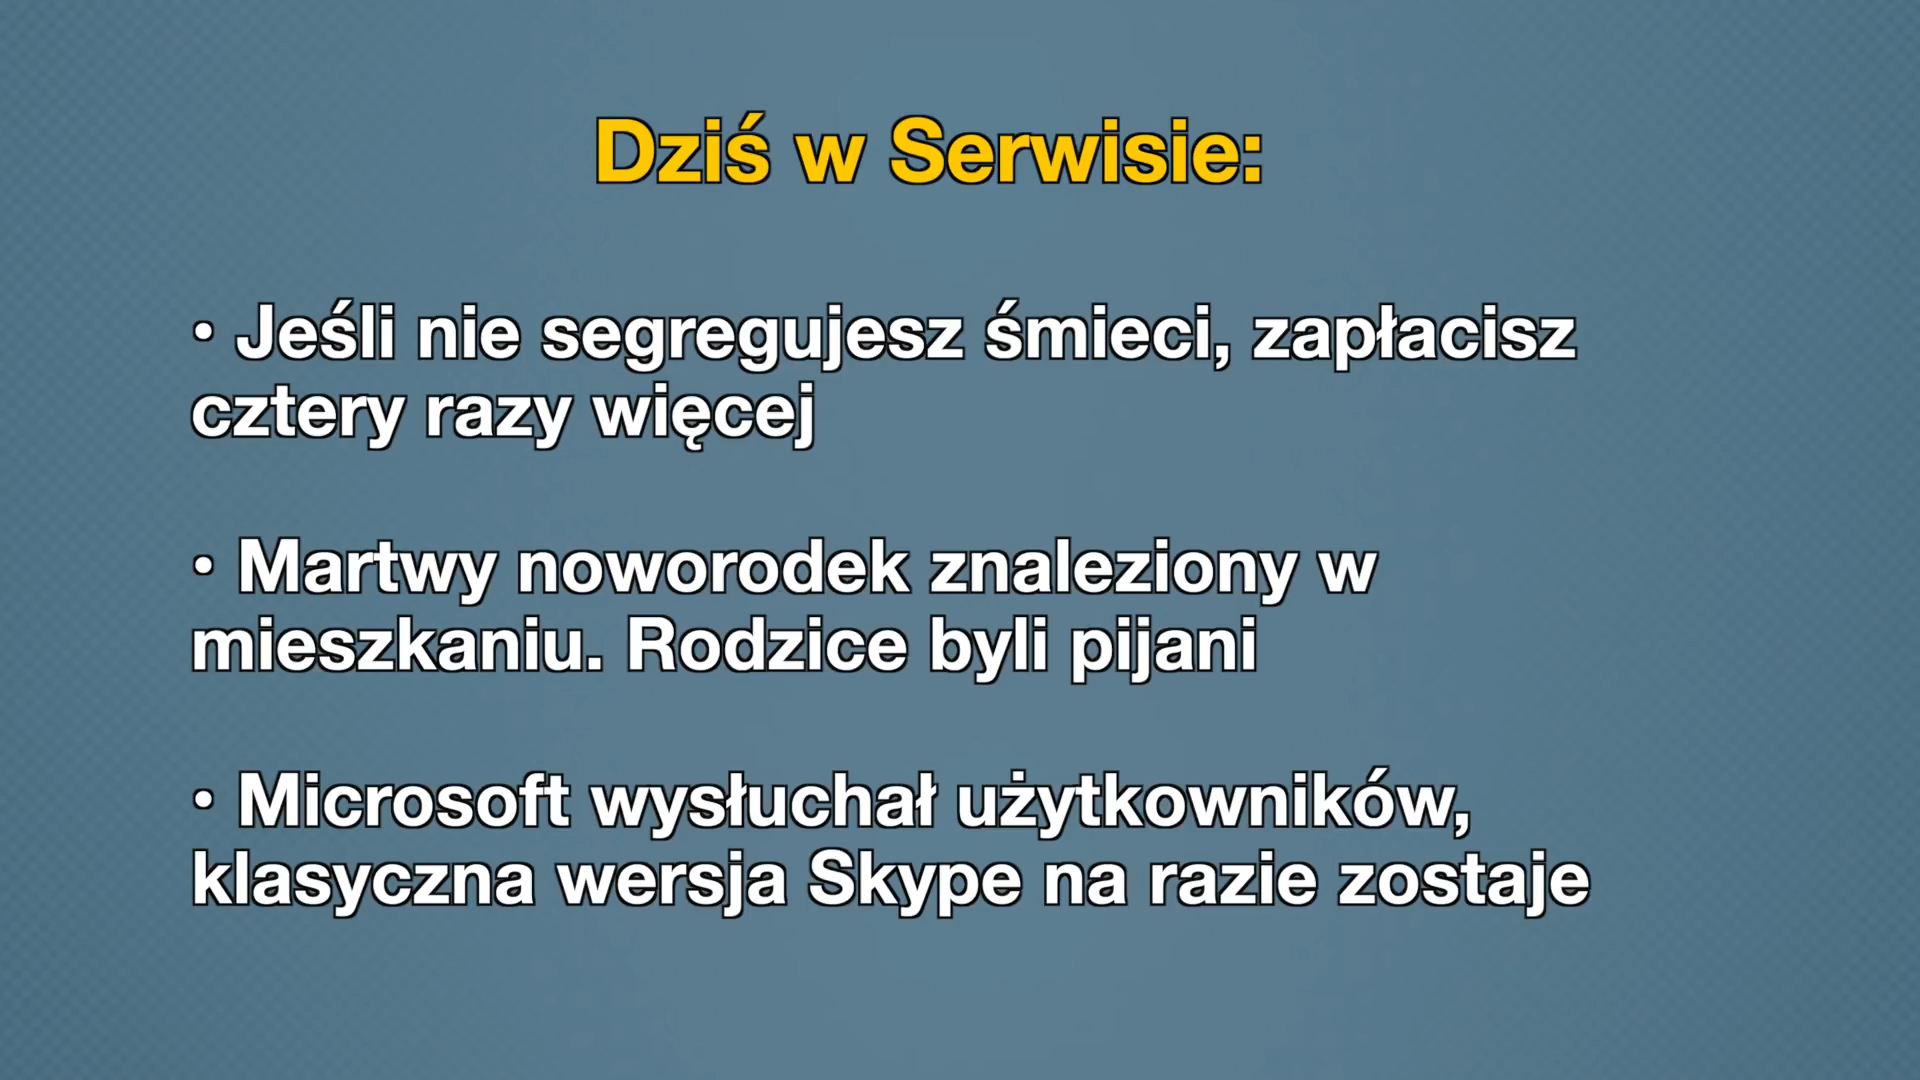 Dziś w Serwisie:
• Jeśli nie segregujesz śmieci, zapłacisz
cztery razy więcej
• Martwy noworodek znaleziony w
mieszkaniu. Rodzice byli pijani
• Microsoft wysłuchał użytkowników,
klasyczna wersja Skype na razie zostaje